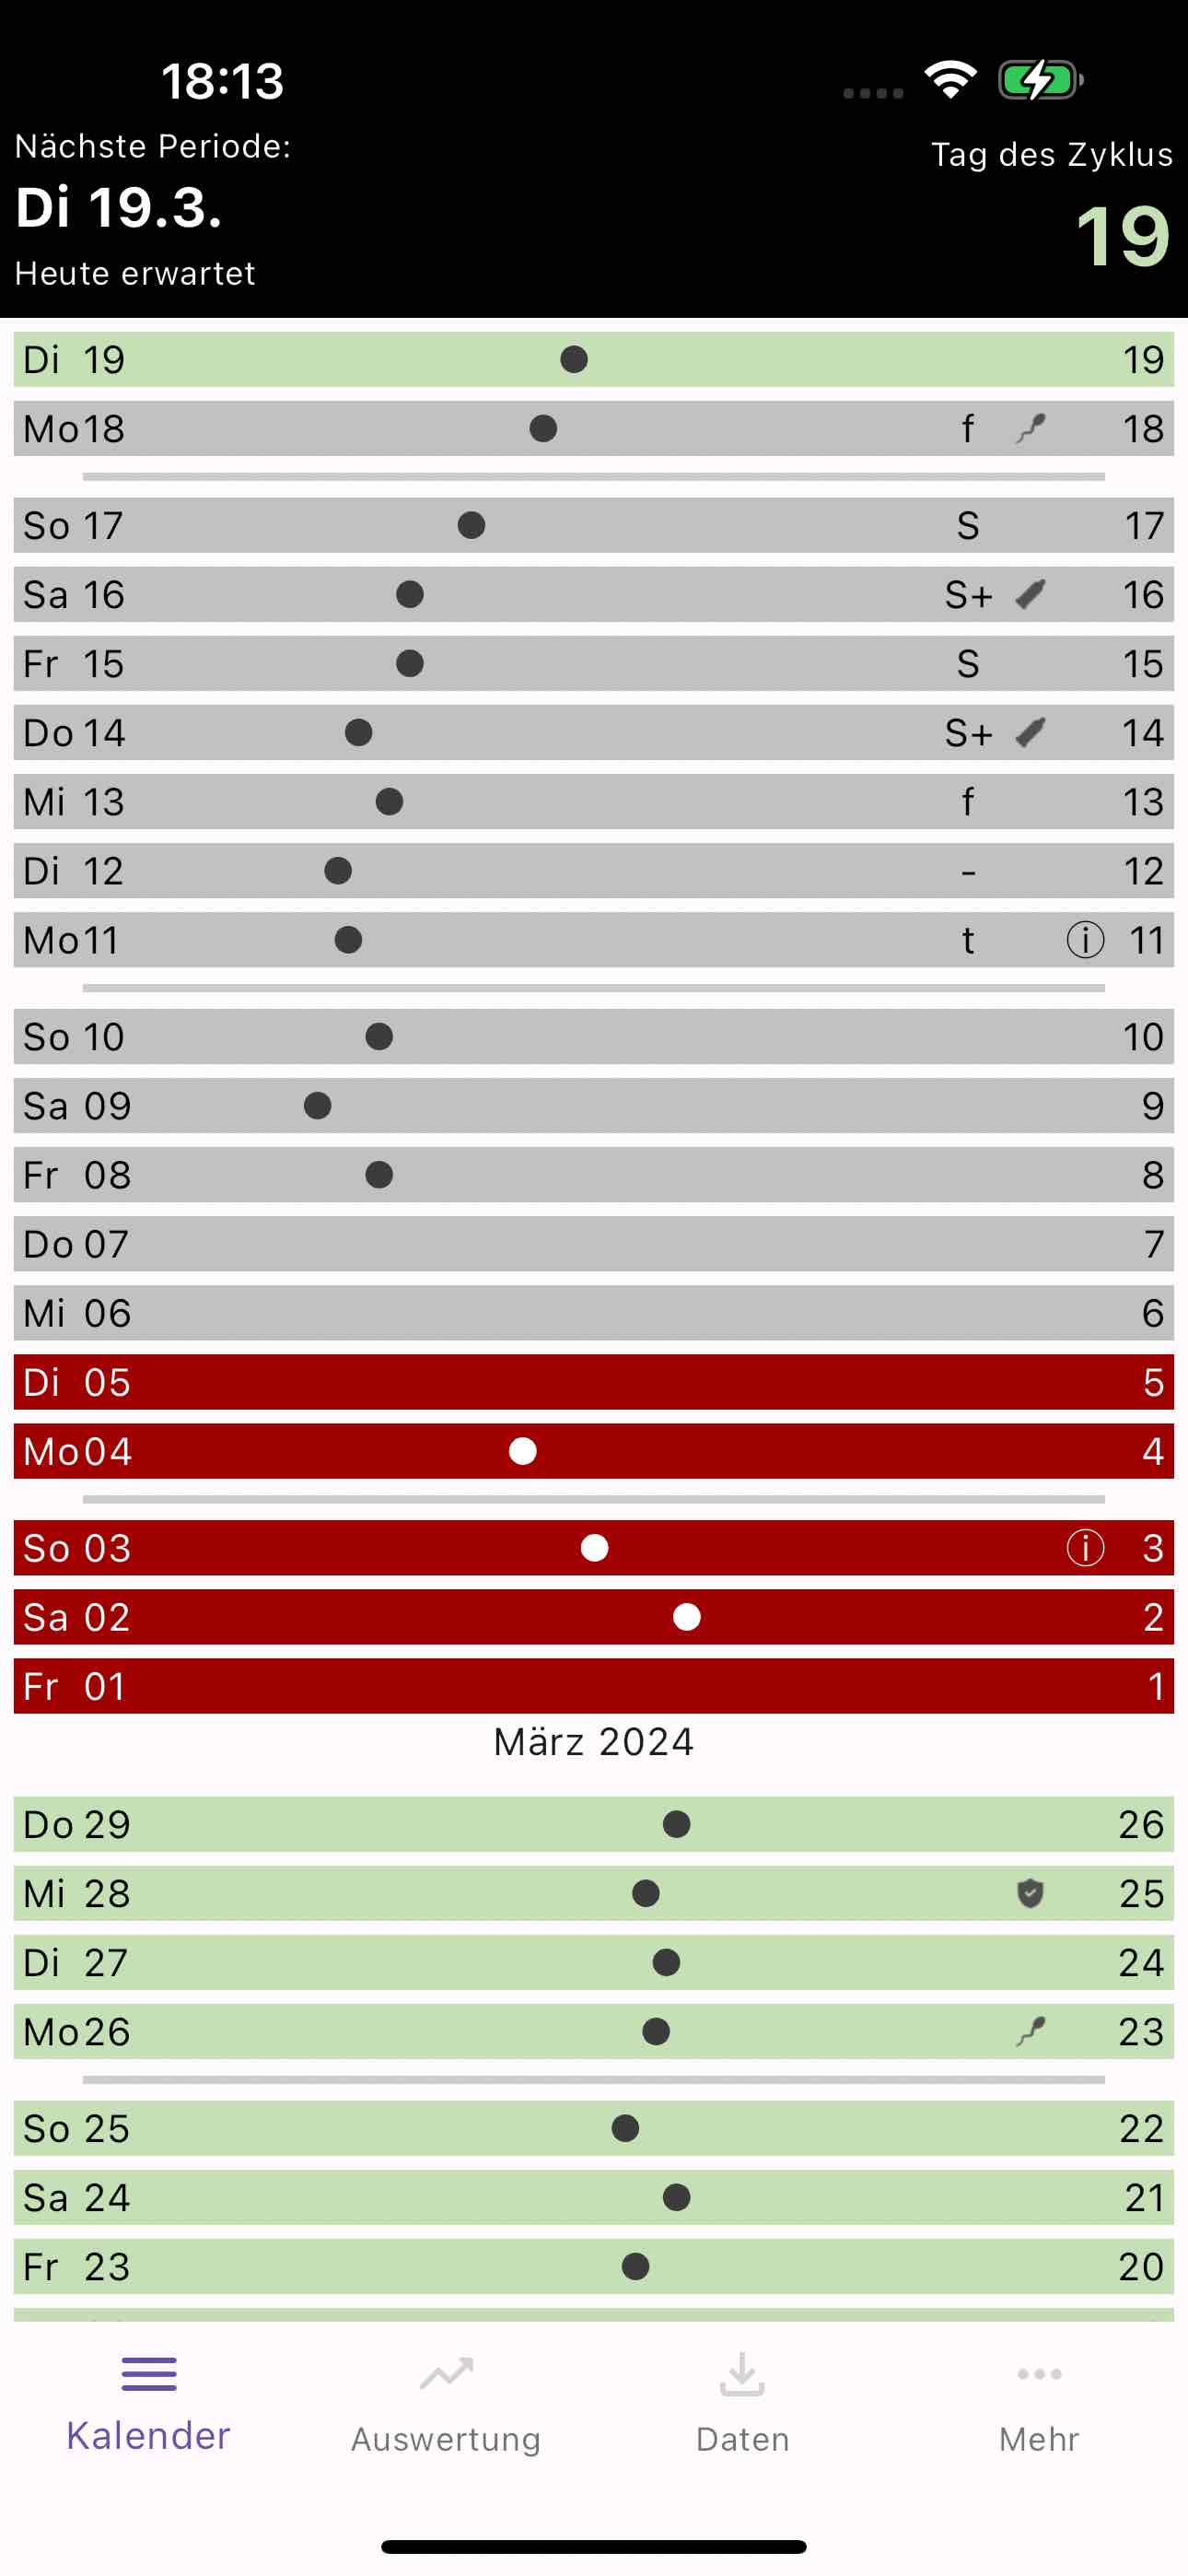 18:13
Nächste Periode:
Di 19.3.
Heute erwartet
Tag des Zyklus
19
Di 19 19
Mo 18 f 18
So 17 S 17
Sa 16 S+ 16
Fr 15 S 15
Do 14 S+ 14
Mi 13 f 13
Di 12 - 12
Mo 11 t i 11
So 10 10
Sa 09 9
Fr 08 8
Do 07 7
Mi 06 6
Di 05 5
Mo 04 4
So 03 i 3
Sa 02 2
Fr 01 1
März 2024
Do 29 26
Mi 28 25
Di 27 24
Mo 26 23
So 25 22
Sa 24 21
Fr 23 20
Kalender Auswertung Daten Mehr